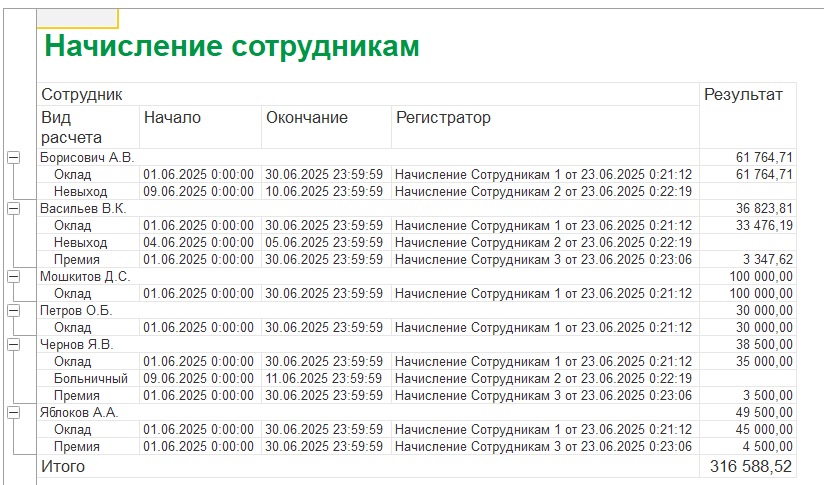 Начисление сотрудникам
Сотрудник Результат
Вид расчета Начало Окончание Регистратор
Борисович А.В. 61 764,71
Оклад 01.06.2025 0:00:00 30.06.2025 23:59:59 Начисление Сотрудникам 1 от 23.06.2025 0:21:12 61 764,71
Невыход 09.06.2025 0:00:00 10.06.2025 23:59:59 Начисление Сотрудникам 2 от 23.06.2025 0:22:19
Васильев В.К. 36 823,81
Оклад 01.06.2025 0:00:00 30.06.2025 23:59:59 Начисление Сотрудникам 1 от 23.06.2025 0:21:12 33 476,19
Невыход 04.06.2025 0:00:00 05.06.2025 23:59:59 Начисление Сотрудникам 2 от 23.06.2025 0:22:19
Премия 01.06.2025 0:00:00 30.06.2025 23:59:59 Начисление Сотрудникам 3 от 23.06.2025 0:23:06 3 347,62
Мошкитов Д.С. 100 000,00
Оклад 01.06.2025 0:00:00 30.06.2025 23:59:59 Начисление Сотрудникам 1 от 23.06.2025 0:21:12 100 000,00
Петров О.Б. 30 000,00
Оклад 01.06.2025 0:00:00 30.06.2025 23:59:59 Начисление Сотрудникам 1 от 23.06.2025 0:21:12 30 000,00
Чернов Я.В. 38 500,00
Оклад 01.06.2025 0:00:00 30.06.2025 23:59:59 Начисление Сотрудникам 1 от 23.06.2025 0:21:12 35 000,00
Больничный 09.06.2025 0:00:00 11.06.2025 23:59:59 Начисление Сотрудникам 2 от 23.06.2025 0:22:19
Премия 01.06.2025 0:00:00 30.06.2025 23:59:59 Начисление Сотрудникам 3 от 23.06.2025 0:23:06 3 500,00
Яблоков А.А. 49 500,00
Оклад 01.06.2025 0:00:00 30.06.2025 23:59:59 Начисление Сотрудникам 1 от 23.06.2025 0:21:12 45 000,00
Премия 01.06.2025 0:00:00 30.06.2025 23:59:59 Начисление Сотрудникам 3 от 23.06.2025 0:23:06 4 500,00
Итого 316 588,52